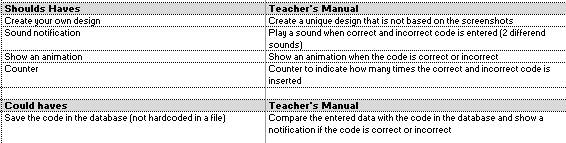 Shoulds Haves Teacher's Manual
Create your own design Create a unique design that is not based on the screenshots
Sound notification Play a sound when correct and incorrect code is entered (2 differend
sounds)
Show an animation Show an animation when the code is correct or incorrect
Counter Counter to indicate how many times the correct and incorrect code is
inserted
Could haves Teacher's Manual
Save the code in the database (not hardcoded in a file) Compare the entered data with the code in the database and show a
notification if the code is correct or incorrect